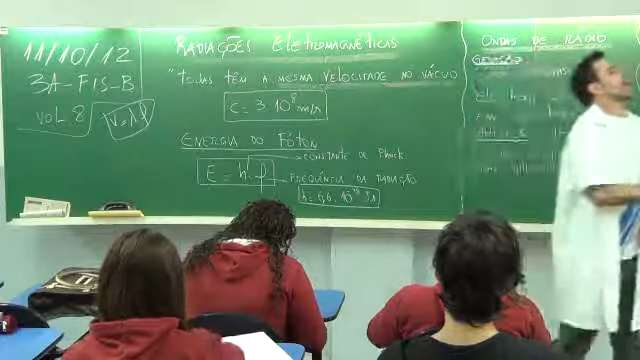 11/10/12
3A-FIS-B
VOL. 8
V=λf
RADIAÇÕES ELETROMAGNÉTICAS
"TODAS TÊM A MESMA VELOCIDADE NO VÁCUO
C = 3.10⁸ m/s
ENERGIA DO FÓTON
CONSTANTE DE PLANCK
E = h. f
FREQUÊNCIA DA RADIAÇÃO
h = 6,6. 10⁻³⁴ J.s
ONDAS DE RÁDIO